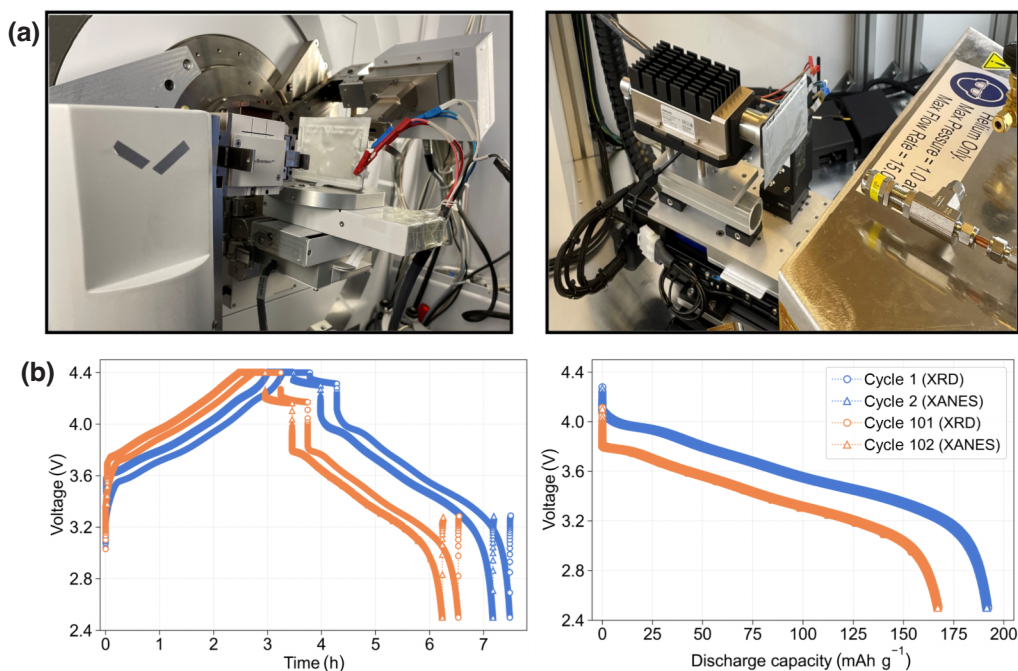 (a)
Helium Only,
Max Pressure = 1.0 a
Max Flow Rate = 15.0
(b)
4.4
4.0
3.6
3.2
2.8
2.4
Voltage (V)
0 1 2 3 4 5 6 7
Time (h)
4.4
4.0
3.6
3.2
2.8
2.4
Voltage (V)
Cycle 1 (XRD)
Cycle 2 (XANES)
Cycle 101 (XRD)
Cycle 102 (XANES)
0 25 50 75 100 125 150 175 200
Discharge capacity (mAh g⁻¹)